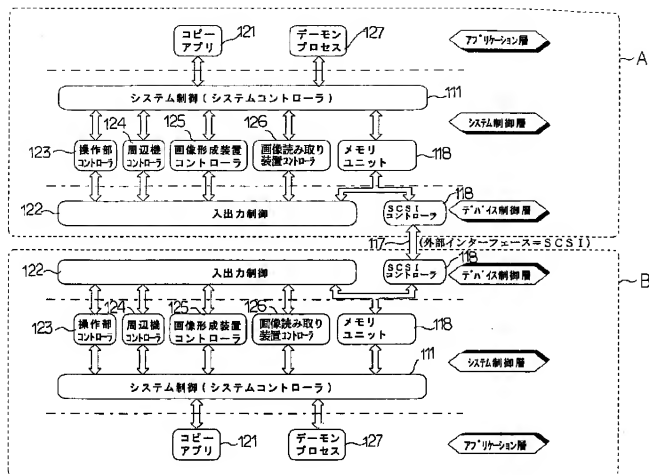 コピー
アプリ
121
デーモン
プロセス
127
アプリケーション層
A
システム制御(システムコントローラ)
111
システム制御層
123
操作部
コントローラ
124
周辺機
コントローラ
125
画像形成装置
コントローラ
126
画像読み取り
装置コントローラ
メモリ
ユニット
118
122
入出力制御
SCSI
コントローラ
118
デバイス制御層
117
(外部インターフェース=SCSI)
122
入出力制御
SCSI
コントローラ
118
デバイス制御層
B
123
操作部
コントローラ
124
周辺機
コントローラ
125
画像形成装置
コントローラ
126
画像読み取り
装置コントローラ
メモリ
ユニット
118
システム制御(システムコントローラ)
111
システム制御層
コピー
アプリ
121
デーモン
プロセス
127
アプリケーション層